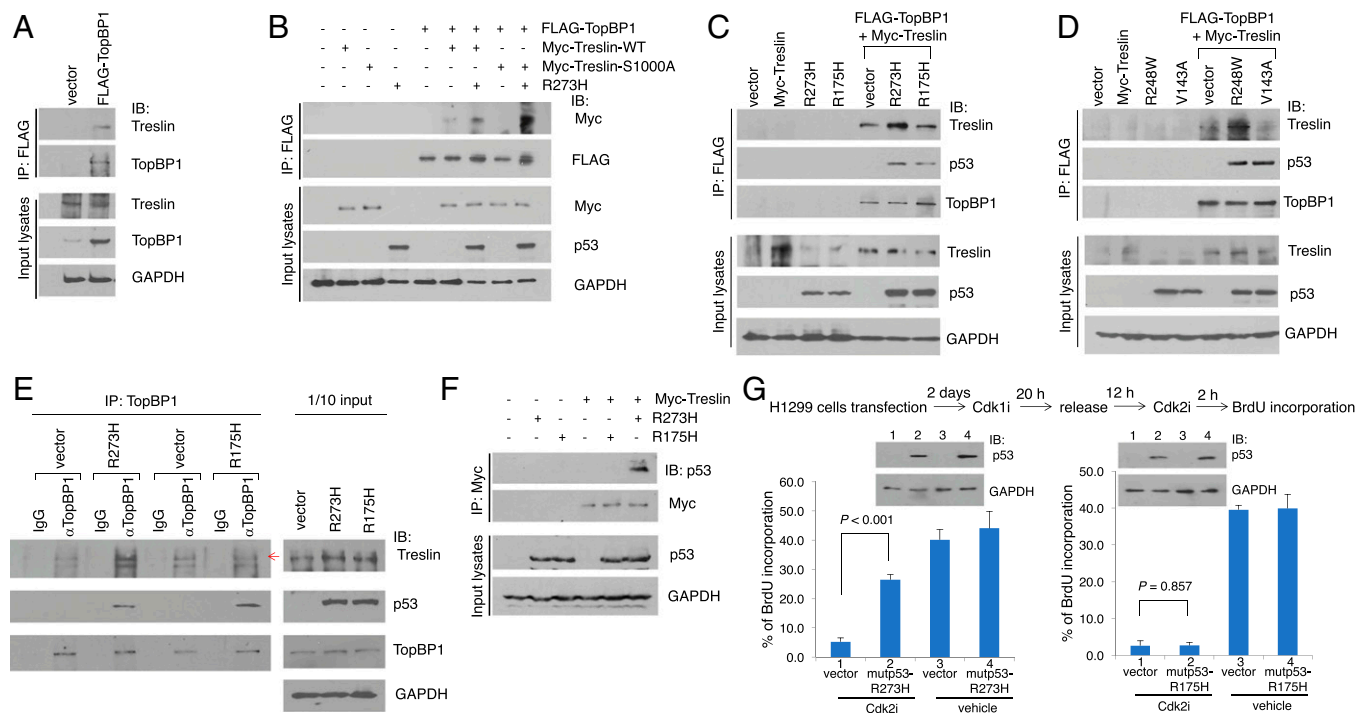 A
vector
FLAG-TopBP1
IB:
IP: FLAG
Treslin
TopBP1
Input lysates
Treslin
TopBP1
GAPDH
B
- - - - + + + + + + FLAG-TopBP1
- + - - - + + - - Myc-Treslin-WT
- - + - - - - + + Myc-Treslin-S1000A
- - - + - - + - + R273H
IB:
IP: FLAG
Myc
FLAG
Input lysates
Myc
p53
GAPDH
C
FLAG-TopBP1
+ Myc-Treslin
vector
Myc-Treslin
R273H
R175H
vector
R273H
R175H
IB:
IP: FLAG
Treslin
p53
TopBP1
Input lysates
Treslin
p53
GAPDH
D
FLAG-TopBP1
+ Myc-Treslin
vector
Myc-Treslin
R248W
V143A
vector
R248W
V143A
IB:
IP: FLAG
Treslin
p53
TopBP1
Input lysates
Treslin
p53
GAPDH
E
IP: TopBP1
1/10 input
vector
R273H
vector
R175H
IgG
αTopBP1
IgG
αTopBP1
IgG
αTopBP1
IgG
αTopBP1
vector
R273H
R175H
IB:
Treslin
p53
TopBP1
GAPDH
F
- - - + + + Myc-Treslin
- + - - - + R273H
- - + - + - R175H
IP: Myc
IB: p53
Myc
Input lysates
p53
GAPDH
G
H1299 cells transfection 2 days Cdk1i 20 h release 12 h Cdk2i 2 h BrdU incorporation
1 2 3 4
IB:
p53
GAPDH
% of BrdU incorporation
50.0
40.0
30.0
20.0
10.0
0.0
P < 0.001
1 2 3 4
vector mutp53-R273H vector mutp53-R273H
Cdk2i vehicle
1 2 3 4
IB:
p53
GAPDH
% of BrdU incorporation
50.0
40.0
30.0
20.0
10.0
0.0
P = 0.857
1 2 3 4
vector mutp53-R175H vector mutp53-R175H
Cdk2i vehicle